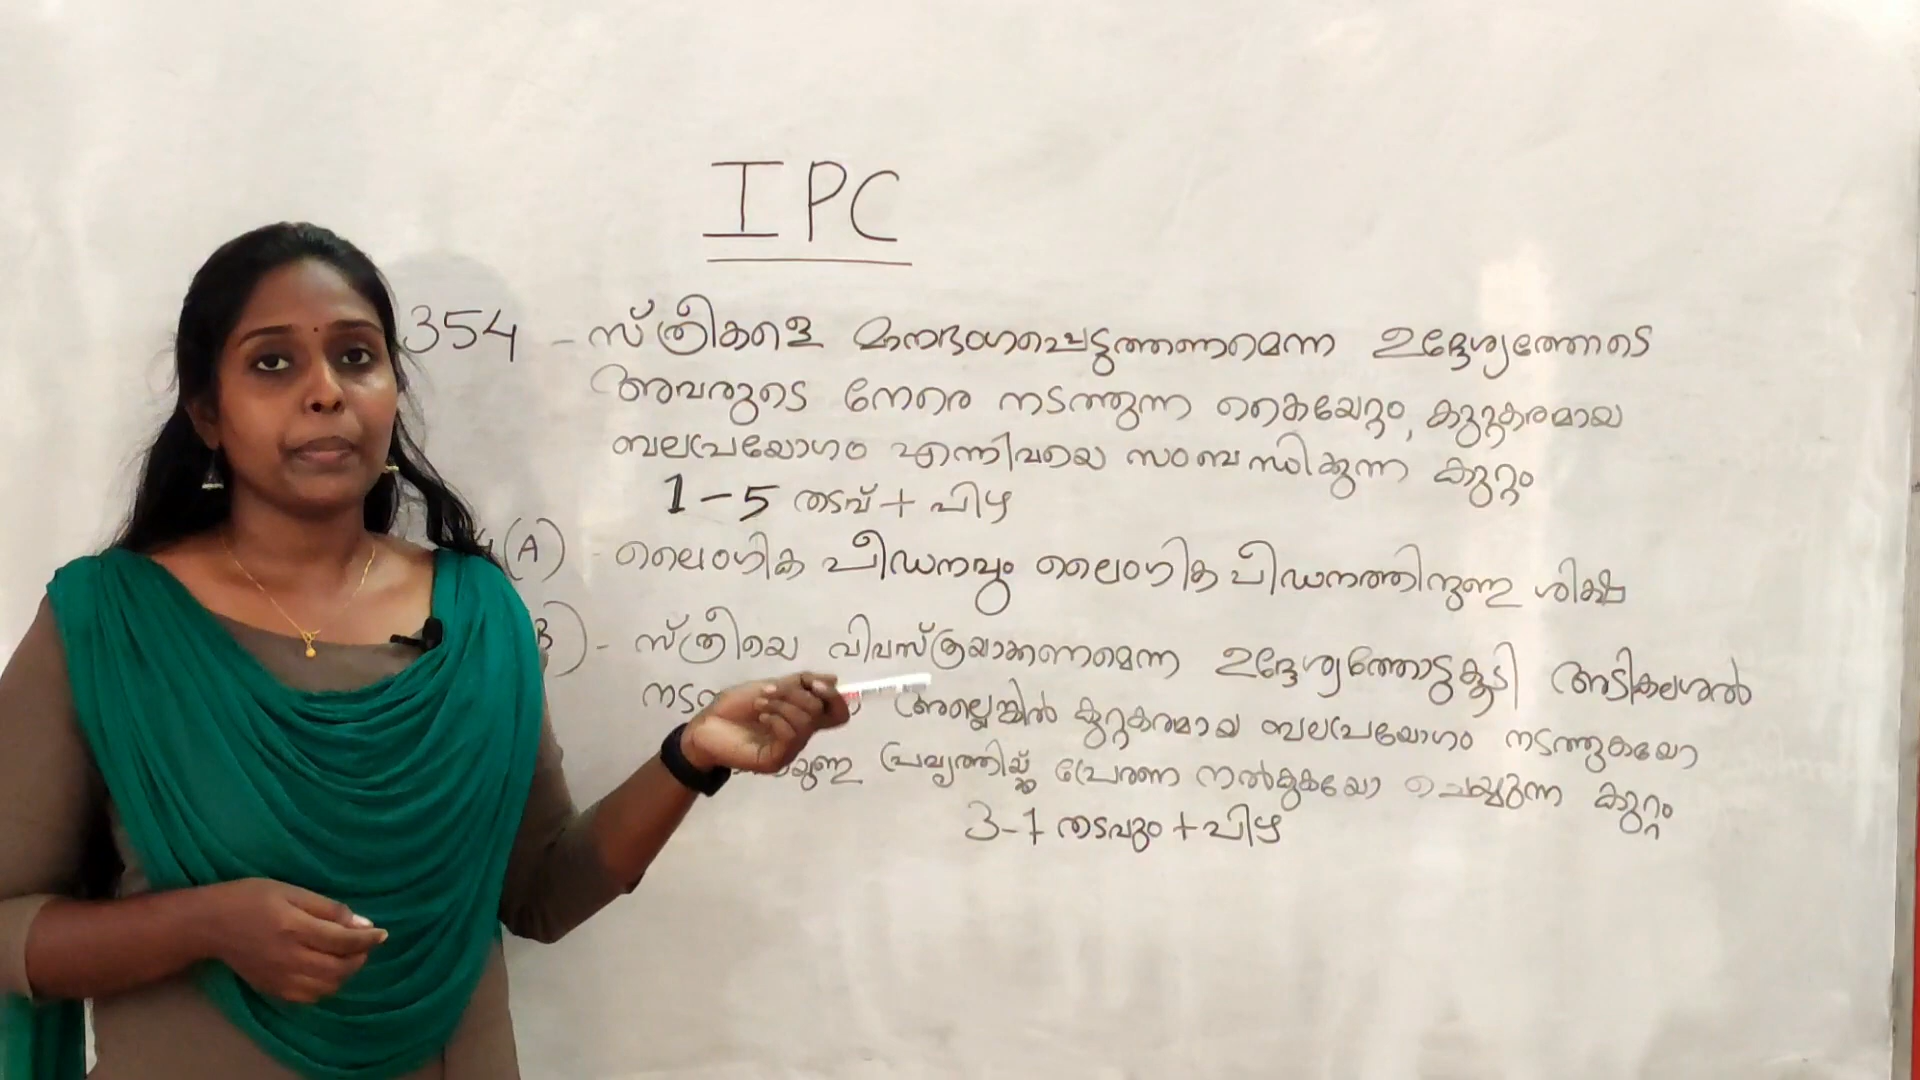 IPC
354 - സ്ത്രീകളെ മാനഭംഗപ്പെടുത്തണമെന്ന ഉദ്ദേശ്യത്തോടെ
അവരുടെ നേരെ നടത്തുന്ന കൈയേറ്റം, കുറ്റകരമായ
ബലപ്രയോഗം എന്നിവയെ സംബന്ധിക്കുന്ന കുറ്റം
1-5 തടവ് + പിഴ
(A) - ലൈംഗിക പീഡനവും ലൈംഗിക പീഡനത്തിനുള്ള ശിക്ഷ
B) - സ്ത്രീയെ വിവസ്ത്രയാക്കണമെന്ന ഉദ്ദേശ്യത്തോടുകൂടി അടികലശൽ
അല്ലെങ്കിൽ കുറ്റകരമായ ബലപ്രയോഗം നടത്തുകയോ
പ്രവൃത്തിയ്ക്ക് പ്രേരണ നൽകുകയോ ചെയ്യുന്ന കുറ്റം
3-7 തടവും + പിഴ